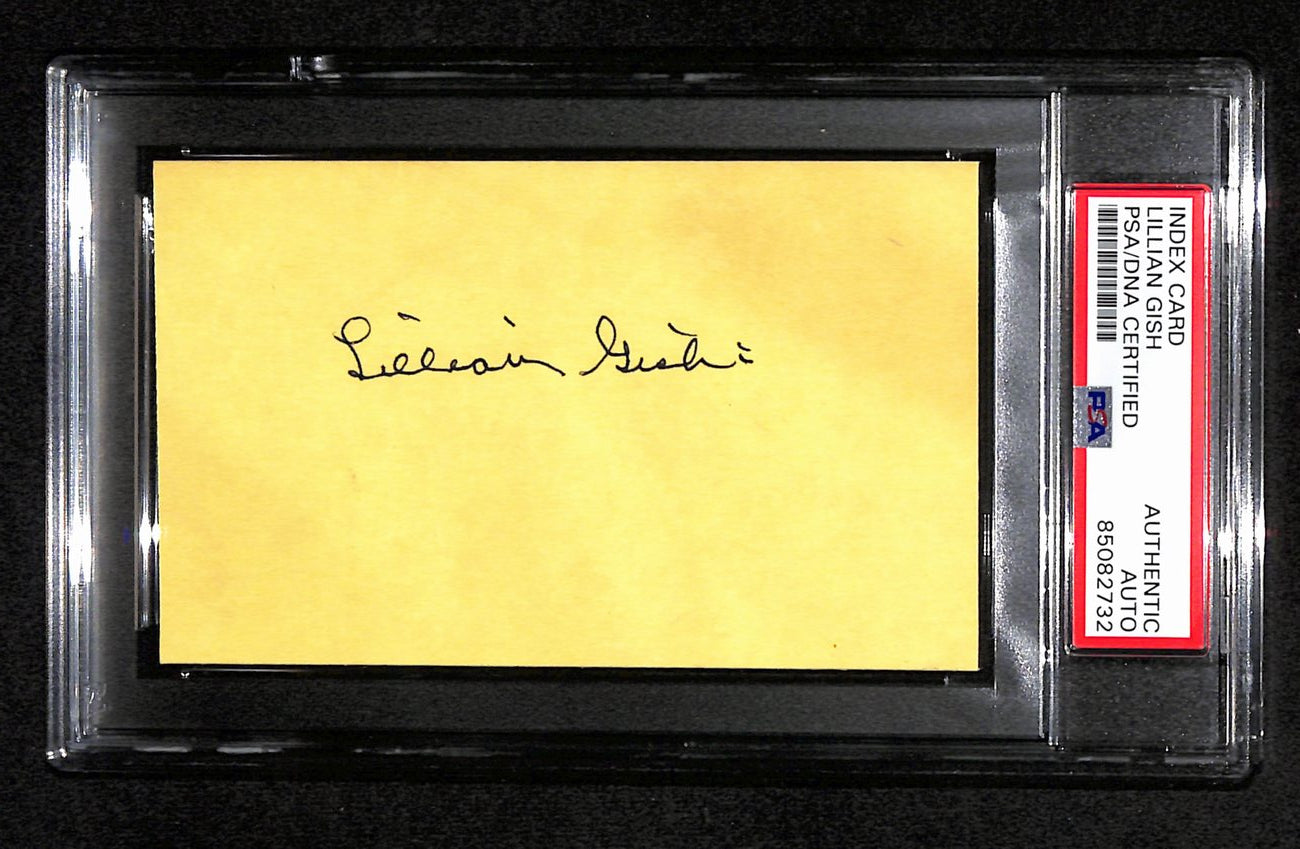 Lillian Gish
INDEX CARD
LILLIAN GISH
PSA/DNA CERTIFIED
AUTHENTIC
AUTO
85082732
PSA